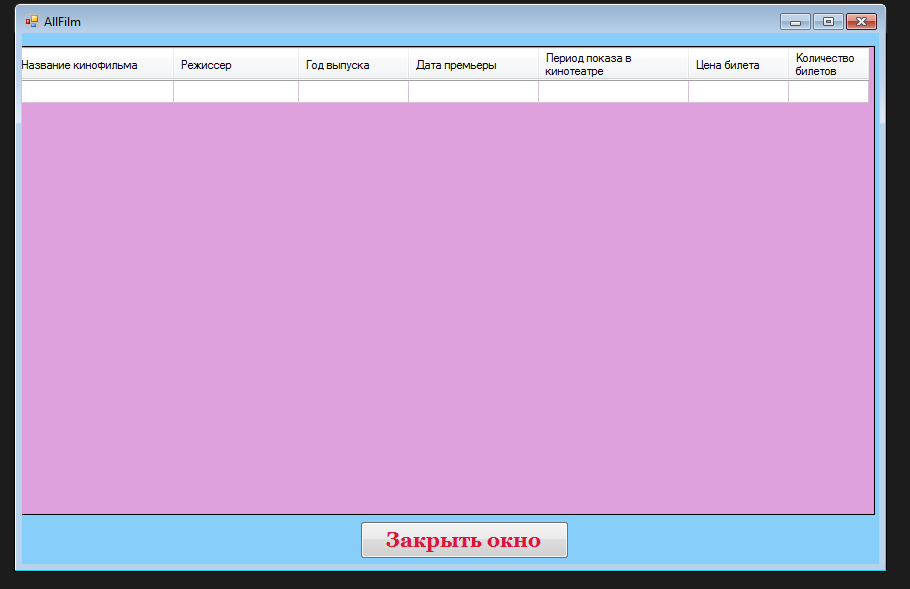 AllFilm
Название кинофильма
Режиссер
Год выпуска
Дата премьеры
Период показа в
кинотеатре
Цена билета
Количество
билетов
Закрыть окно